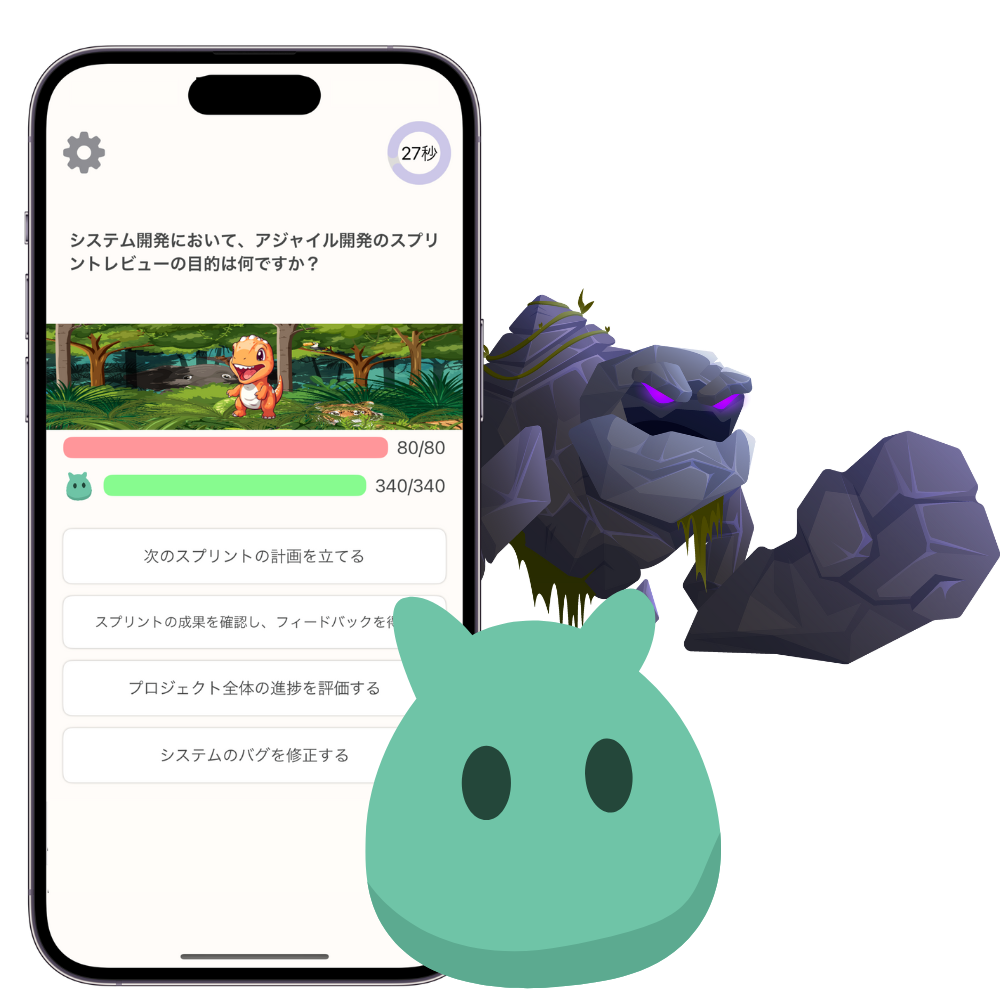 27秒
システム開発において、アジャイル開発のスプリ
ントレビューの目的は何ですか？
80/80
340/340
次のスプリントの計画を立てる
スプリントの成果を確認し、フィードバックを
プロジェクト全体の進捗を評価する
システムのバグを修正する